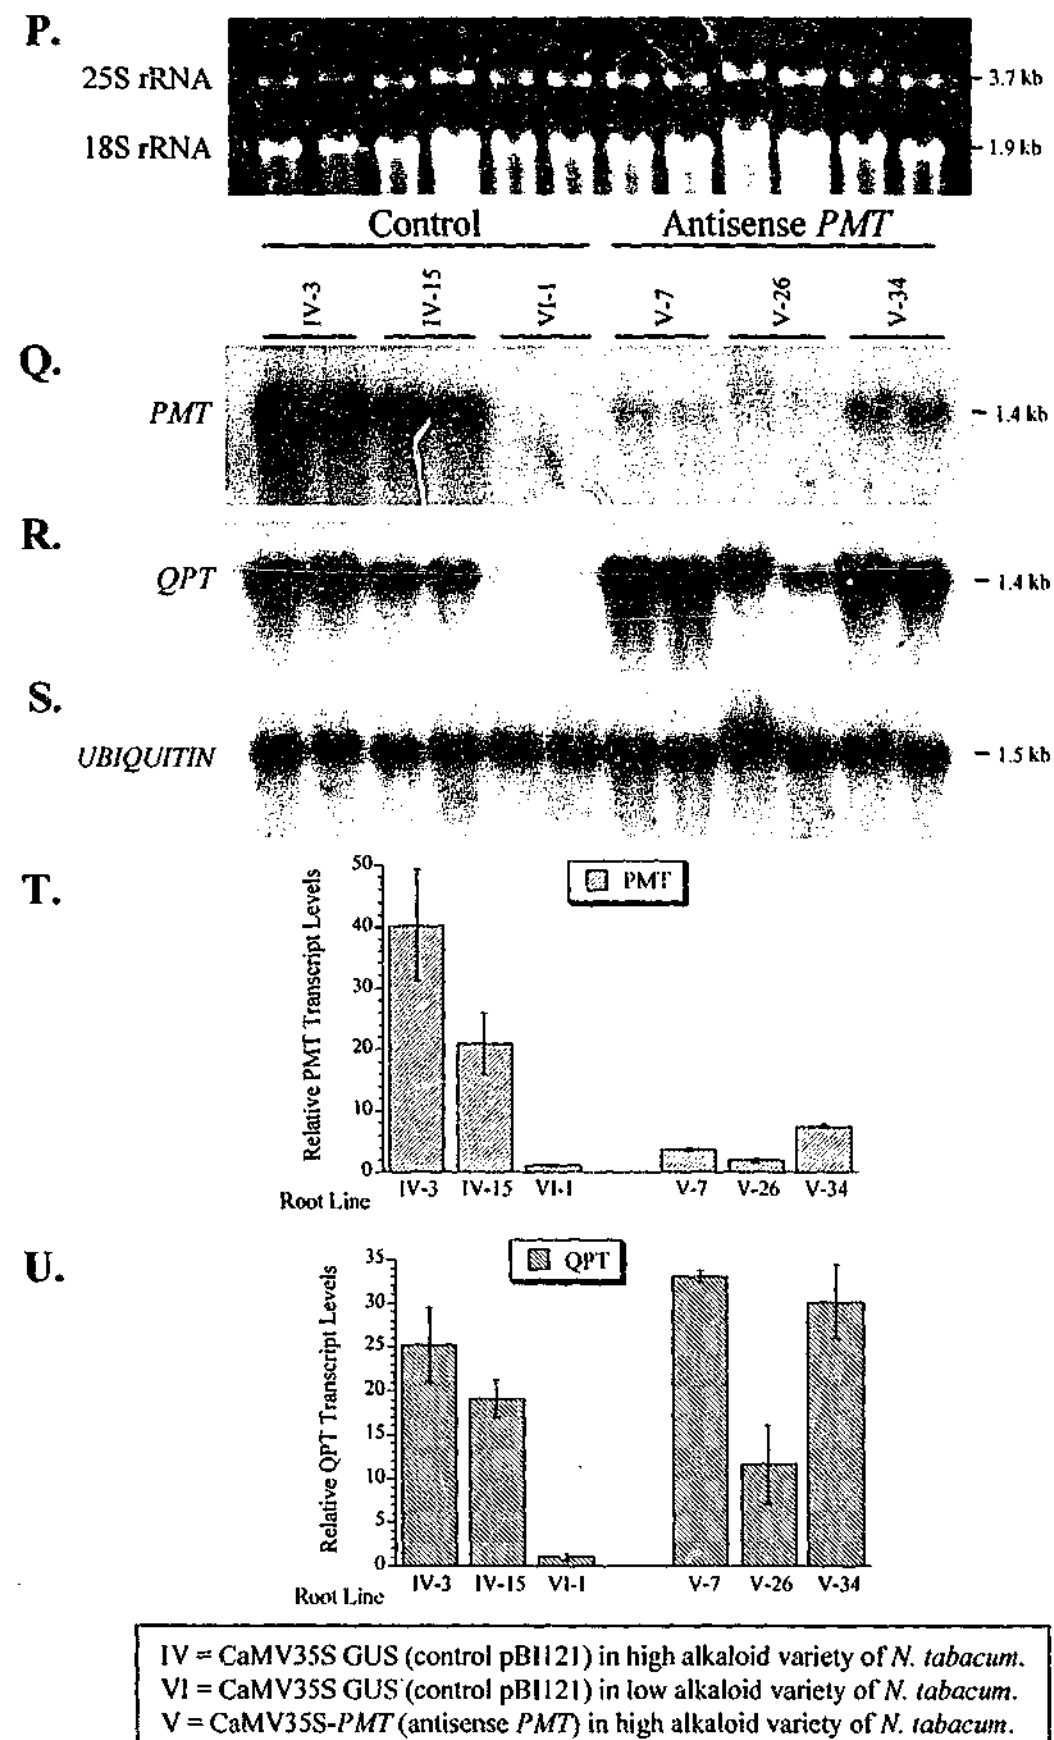 P.
25S rRNA
3.7 kb
18S rRNA
1.9 kb
Control
Antisense PMT
IV-3
IV-15
VI-1
V-7
V-26
V-34
Q.
PMT
1.4 kb
R.
QPT
1.4 kb
S.
UBIQUITIN
1.5 kb
T.
Relative PMT Transcript Levels
50
40
30
20
10
0
PMT
Root Line
IV-3
IV-15
VI-1
V-7
V-26
V-34
U.
Relative QPT Transcript Levels
35
30
25
20
15
10
5
0
QPT
Root Line
IV-3
IV-15
VI-1
V-7
V-26
V-34
IV = CaMV35S GUS (control pBI121) in high alkaloid variety of N. tabacum.
VI = CaMV35S GUS (control pBI121) in low alkaloid variety of N. tabacum.
V = CaMV35S-PMT (antisense PMT) in high alkaloid variety of N. tabacum.